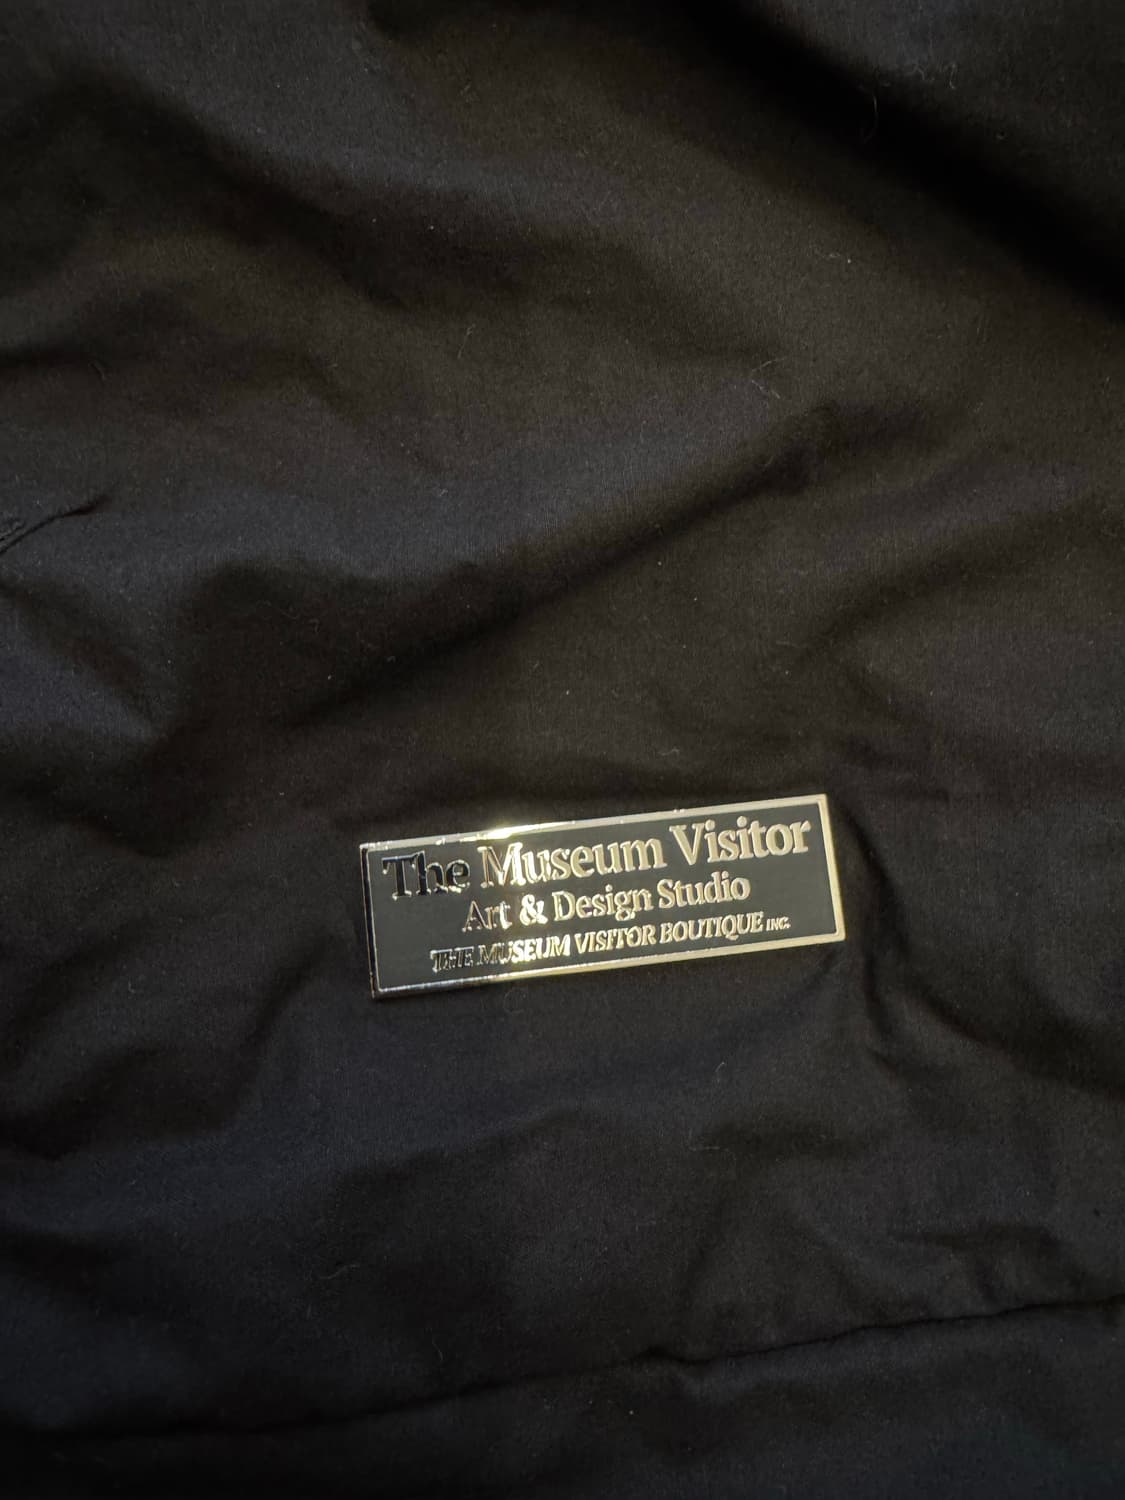 The Museum Visitor
Art & Design Studio
THE MUSEUM VISITOR BOUTIQUE INC.